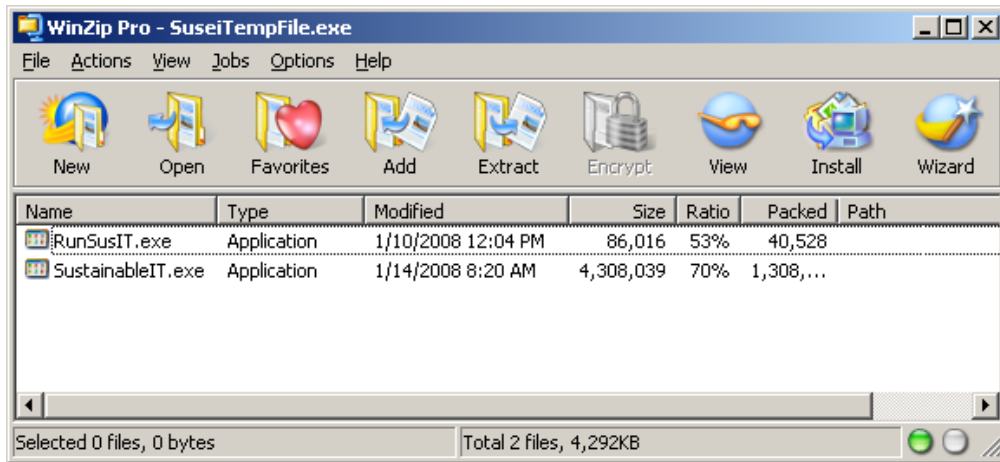 WinZip Pro - SuseiTempFile.exe
File Actions View Jobs Options Help
New Open Favorites Add Extract Encrypt View Install Wizard
Name Type Modified Size Ratio Packed Path
RunSusIT.exe Application 1/10/2008 12:04 PM 86,016 53% 40,528
SustainableIT.exe Application 1/14/2008 8:20 AM 4,308,039 70% 1,308,...
Selected 0 files, 0 bytes Total 2 files, 4,292KB